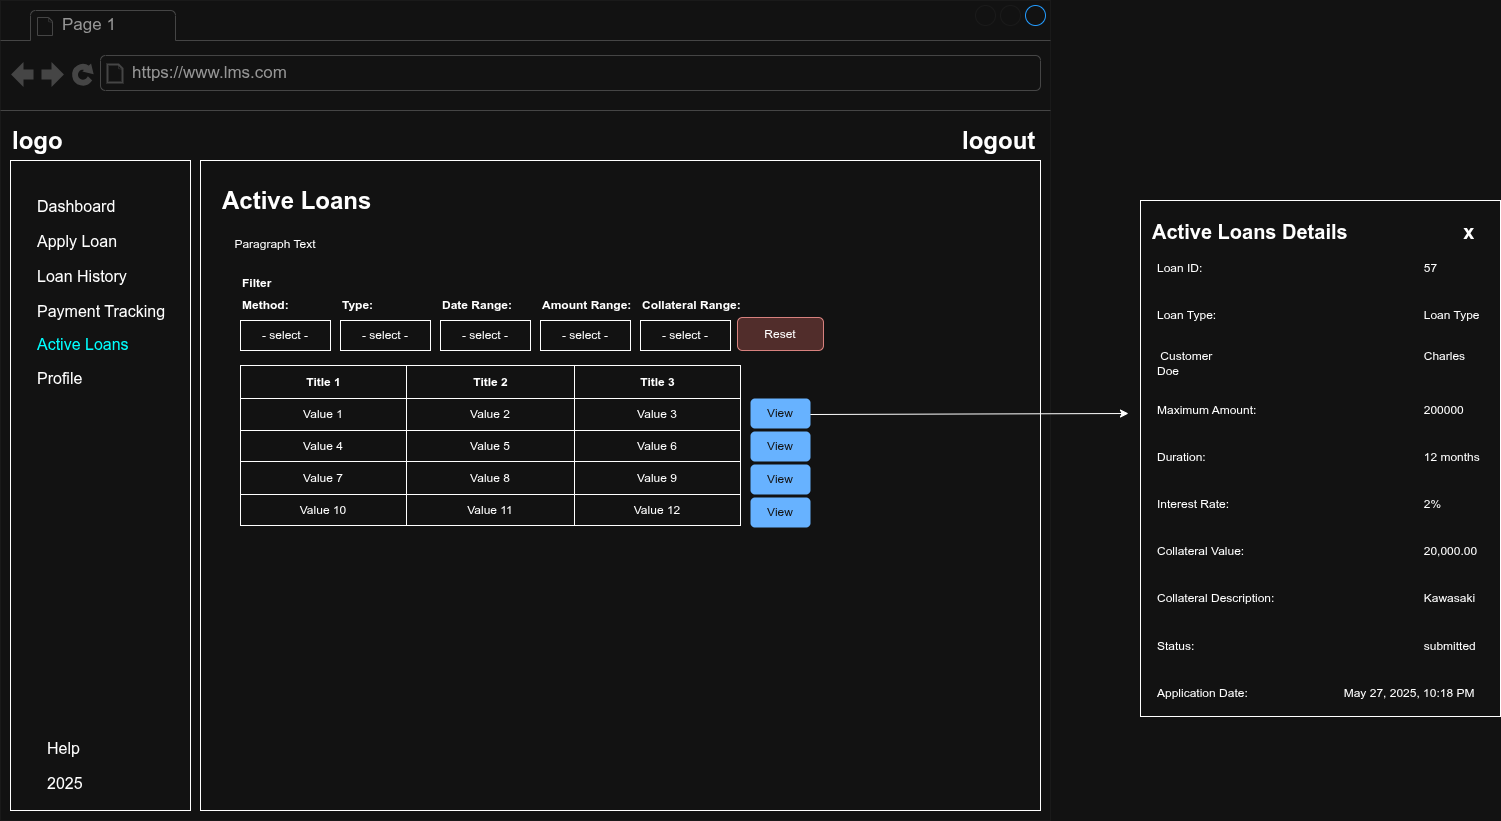 Page 1
https://www.lms.com
logo
logout
Dashboard
Apply Loan
Loan History
Payment Tracking
Active Loans
Profile
Help
2025
Active Loans
Paragraph Text
Filter
Method: Type: Date Range: Amount Range: Collateral Range:
- select - - select - - select - - select - - select - Reset
Title 1 Title 2 Title 3
Value 1 Value 2 Value 3 View
Value 4 Value 5 Value 6 View
Value 7 Value 8 Value 9 View
Value 10 Value 11 Value 12 View
Active Loans Details x
Loan ID: 57
Loan Type: Loan Type
Customer Charles
Doe
Maximum Amount: 200000
Duration: 12 months
Interest Rate: 2%
Collateral Value: 20,000.00
Collateral Description: Kawasaki
Status: submitted
Application Date: May 27, 2025, 10:18 PM